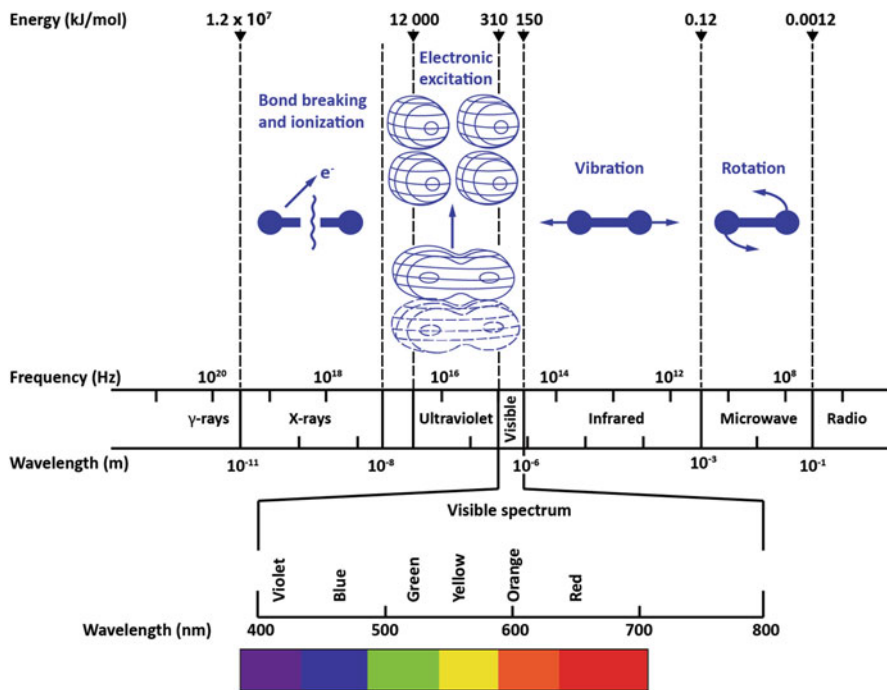 Energy (kJ/mol) 1.2 x 10⁷ 12 000 310 150 0.12 0.0012
Electronic
excitation
Bond breaking
and ionization
e⁻
Vibration
Rotation
Frequency (Hz) 10²⁰ 10¹⁸ 10¹⁶ 10¹⁴ 10¹² 10⁸
γ-rays X-rays Ultraviolet Visible Infrared Microwave Radio
Wavelength (m) 10⁻¹¹ 10⁻⁸ 10⁻⁶ 10⁻³ 10⁻¹
Visible spectrum
Violet Blue Green Yellow Orange Red
Wavelength (nm) 400 500 600 700 800